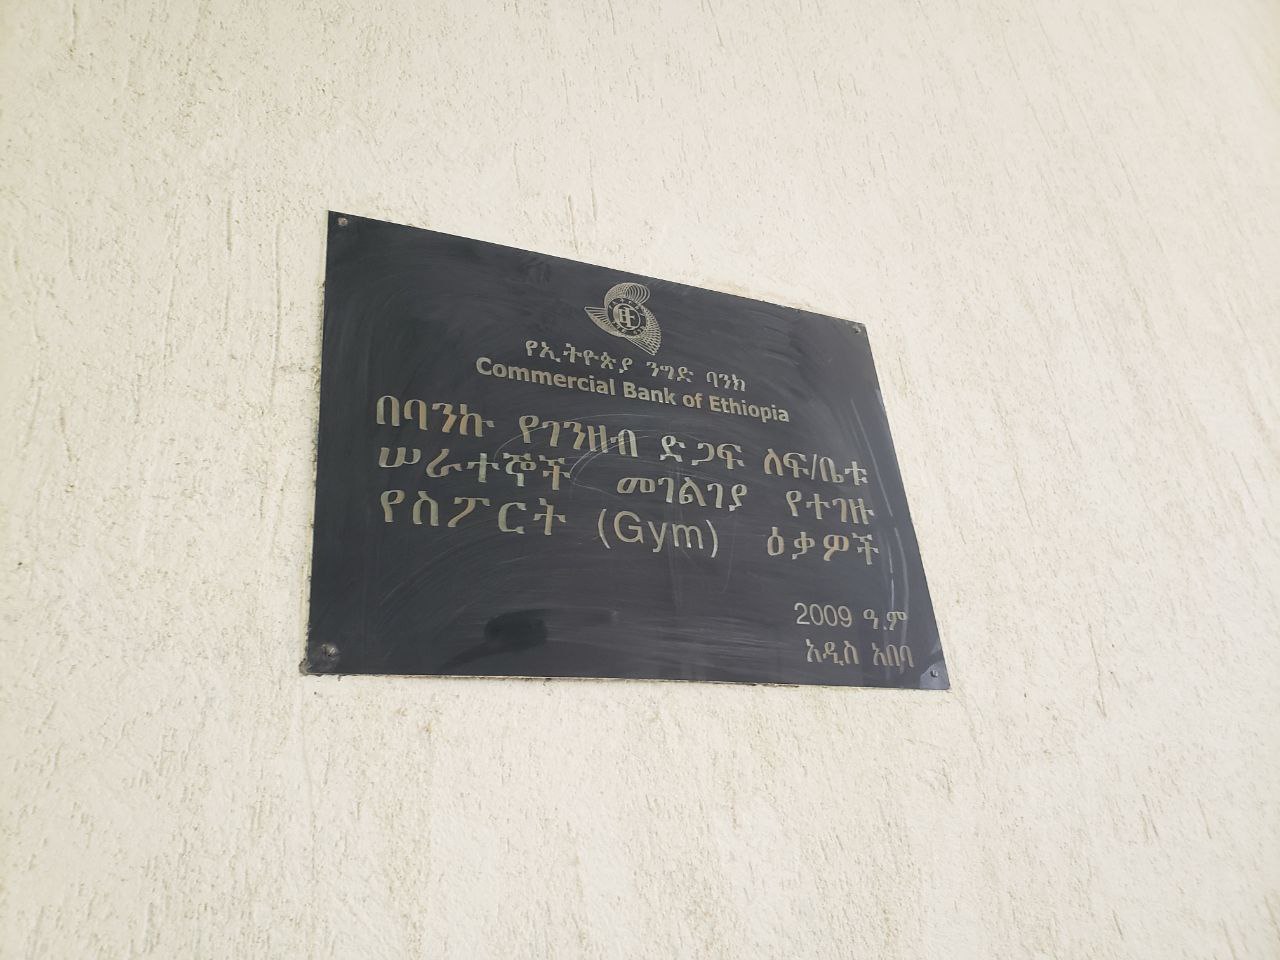 የኢትዮጵያ ንግድ ባንክ
Commercial Bank of Ethiopia
በባንኩ የገንዘብ ድጋፍ ለፍ/ቤቱ
ሠራተኞች መገልገያ የተገዙ
የስፖርት (Gym) ዕቃዎች
2009 ዓ.ም
አዲስ አበባ